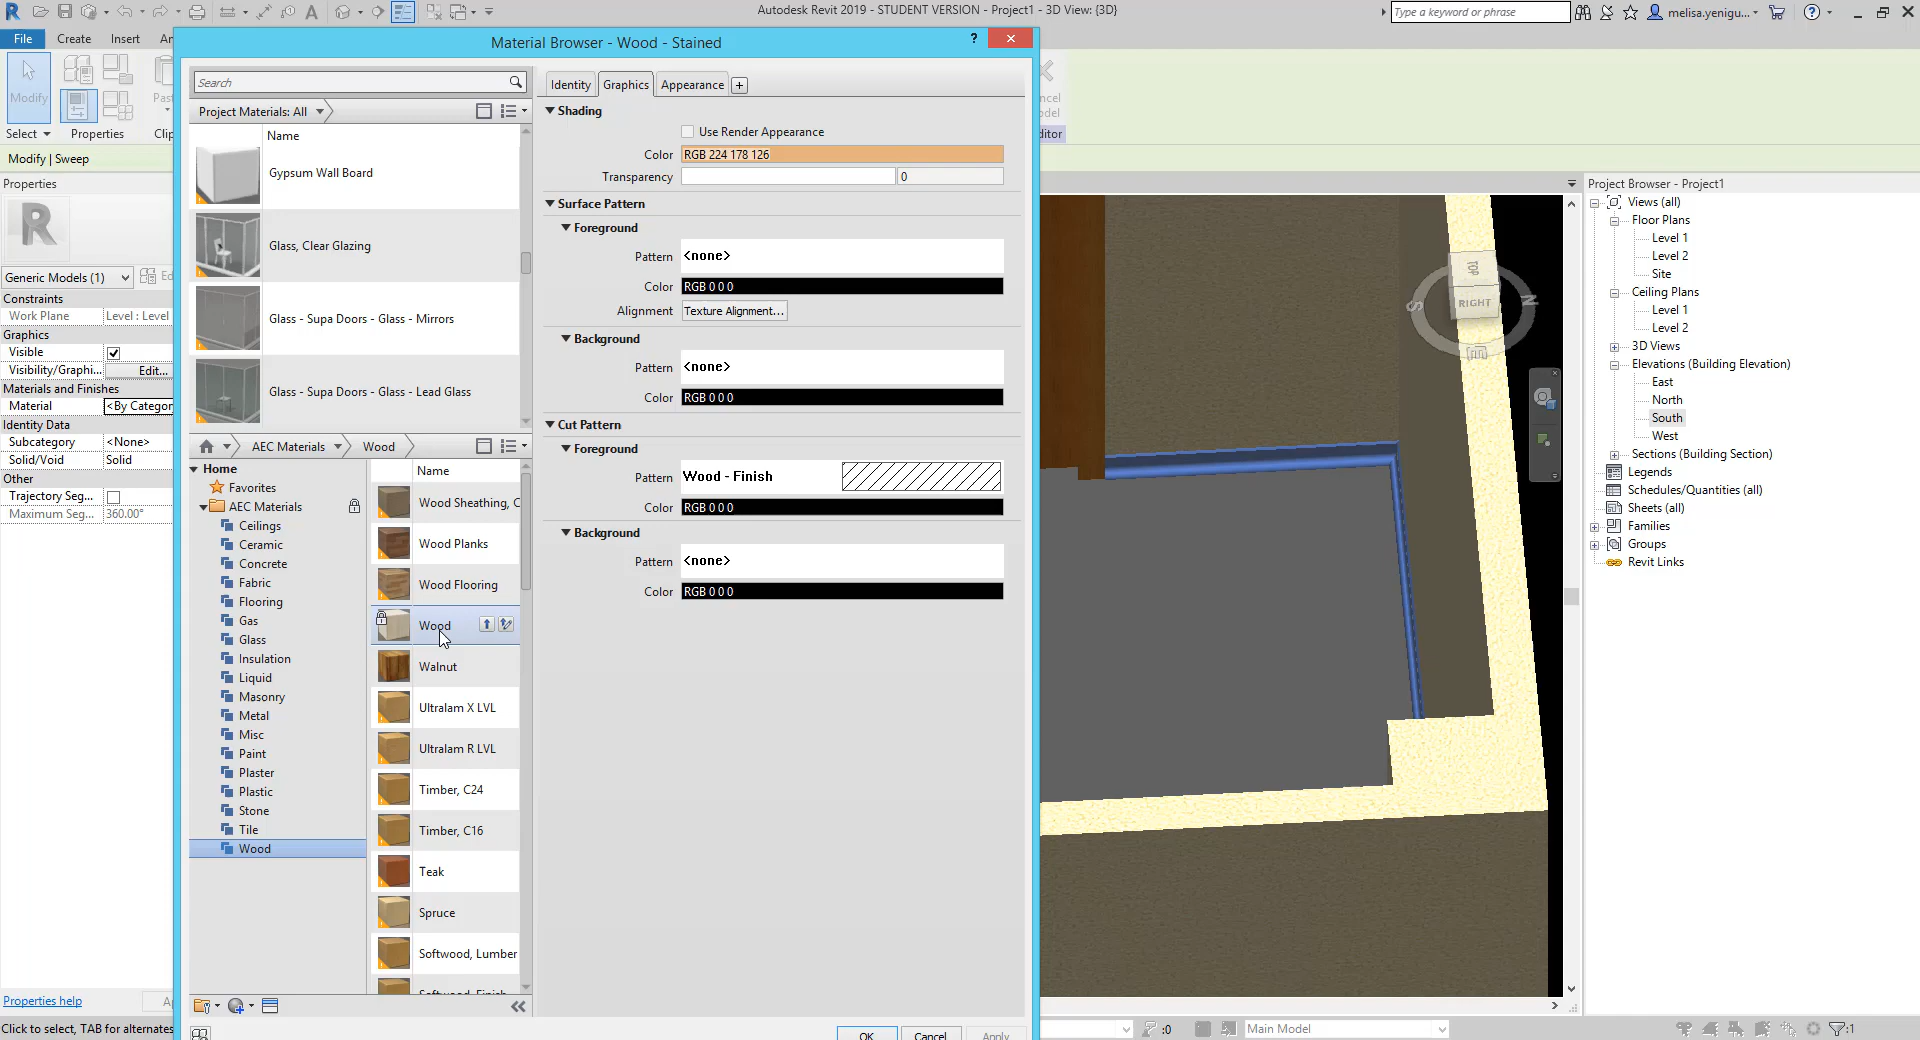 Autodesk Revit 2019 - STUDENT VERSION - Project1 - 3D View: {3D}
Type a keyword or phrase
melisa.yenigu...
File
Create
Insert
Material Browser - Wood - Stained
?
Modify
Select
Properties
Modify | Sweep
Properties
R
Generic Models (1)
Constraints
Work Plane
Level : Level
Graphics
Visible
Visibility/Graphi...
Edit...
Materials and Finishes
Material
<By Categor
Identity Data
Subcategory
<None>
Solid/Void
Solid
Other
Trajectory Seg...
Maximum Seg...
360.00°
Properties help
Click to select, TAB for alternates
Search
Project Materials: All
Name
Gypsum Wall Board
Glass, Clear Glazing
Glass - Supa Doors - Glass - Mirrors
Glass - Supa Doors - Glass - Lead Glass
AEC Materials
Wood
Home
Favorites
AEC Materials
Ceilings
Ceramic
Concrete
Fabric
Flooring
Gas
Glass
Insulation
Liquid
Masonry
Metal
Misc
Paint
Plaster
Plastic
Stone
Tile
Wood
Name
Wood Sheathing, C
Wood Planks
Wood Flooring
Wood
Walnut
Ultralam X LVL
Ultralam R LVL
Timber, C24
Timber, C16
Teak
Spruce
Softwood, Lumber
Identity
Graphics
Appearance
Shading
Use Render Appearance
Color
RGB 224 178 126
Transparency
0
Surface Pattern
Foreground
Pattern
<none>
Color
RGB 0 0 0
Alignment
Texture Alignment...
Background
Pattern
<none>
Color
RGB 0 0 0
Cut Pattern
Foreground
Pattern
Wood - Finish
Color
RGB 0 0 0
Background
Pattern
<none>
Color
RGB 0 0 0
OK
Cancel
Apply
TOP
RIGHT
S
N
E
Project Browser - Project1
Views (all)
Floor Plans
Level 1
Level 2
Site
Ceiling Plans
Level 1
Level 2
3D Views
Elevations (Building Elevation)
East
North
South
West
Sections (Building Section)
Legends
Schedules/Quantities (all)
Sheets (all)
Families
Groups
Revit Links
:0
Main Model
:1